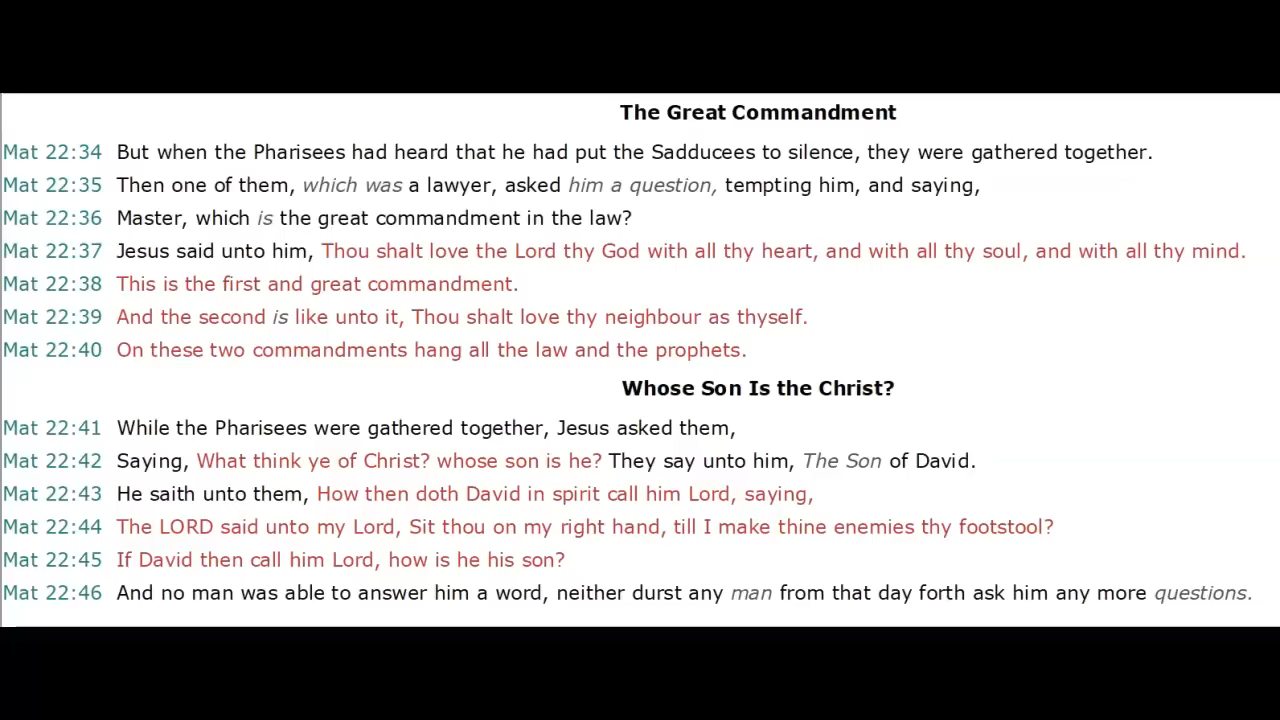 The Great Commandment
Mat 22:34 But when the Pharisees had heard that he had put the Sadducees to silence, they were gathered together.
Mat 22:35 Then one of them, which was a lawyer, asked him a question, tempting him, and saying,
Mat 22:36 Master, which is the great commandment in the law?
Mat 22:37 Jesus said unto him, Thou shalt love the Lord thy God with all thy heart, and with all thy soul, and with all thy mind.
Mat 22:38 This is the first and great commandment.
Mat 22:39 And the second is like unto it, Thou shalt love thy neighbour as thyself.
Mat 22:40 On these two commandments hang all the law and the prophets.
Whose Son Is the Christ?
Mat 22:41 While the Pharisees were gathered together, Jesus asked them,
Mat 22:42 Saying, What think ye of Christ? whose son is he? They say unto him, The Son of David.
Mat 22:43 He saith unto them, How then doth David in spirit call him Lord, saying,
Mat 22:44 The LORD said unto my Lord, Sit thou on my right hand, till I make thine enemies thy footstool?
Mat 22:45 If David then call him Lord, how is he his son?
Mat 22:46 And no man was able to answer him a word, neither durst any man from that day forth ask him any more questions.